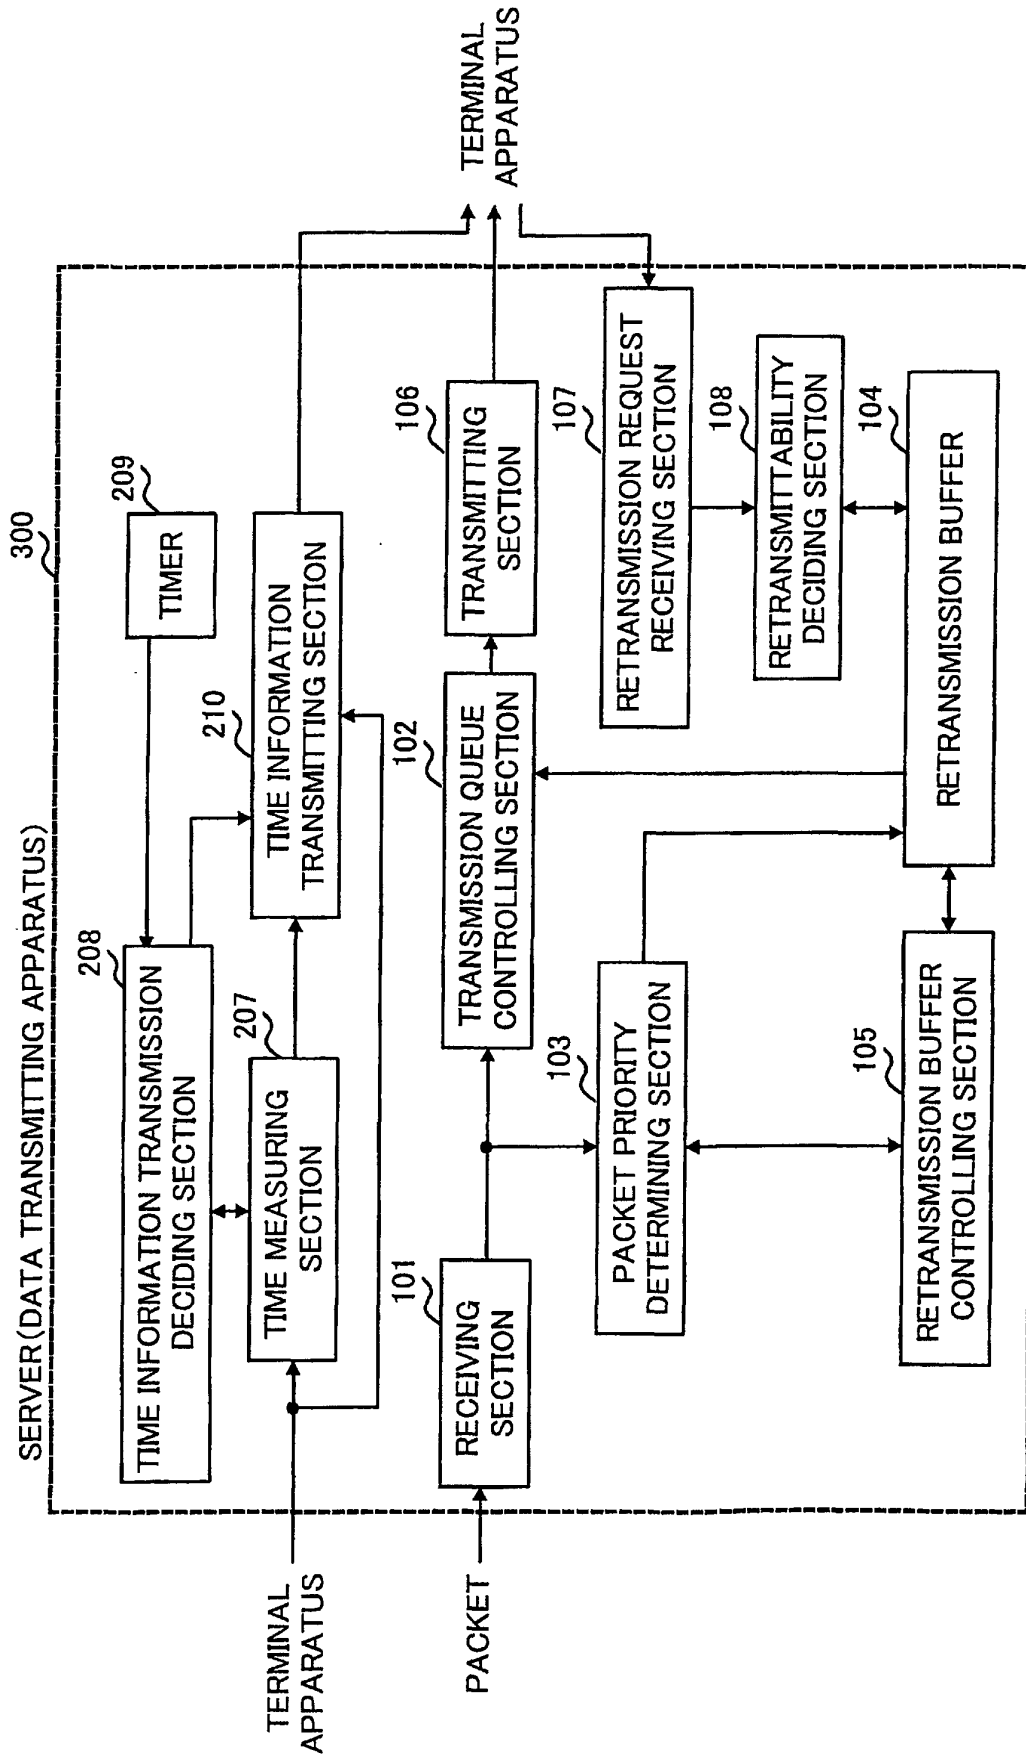 SERVER(DATA TRANSMITTING APPARATUS)
300
208
TIME INFORMATION TRANSMISSION
DECIDING SECTION
209
TIMER
207
TIME MEASURING
SECTION
210
TIME INFORMATION
TRANSMITTING SECTION
TERMINAL
APPARATUS
TERMINAL
APPARATUS
PACKET
101
RECEIVING
SECTION
102
TRANSMISSION QUEUE
CONTROLLING SECTION
106
TRANSMITTING
SECTION
103
PACKET PRIORITY
DETERMINING SECTION
107
RETRANSMISSION REQUEST
RECEIVING SECTION
108
RETRANSMITTABILITY
DECIDING SECTION
105
RETRANSMISSION BUFFER
CONTROLLING SECTION
104
RETRANSMISSION BUFFER